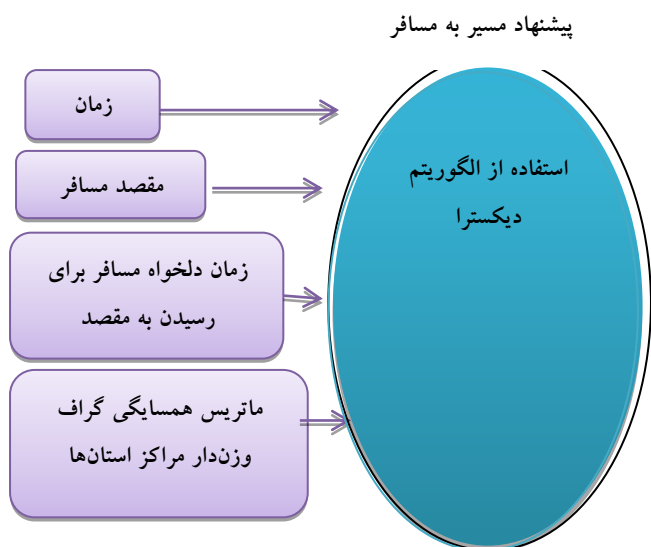 پیشنهاد مسیر به مسافر
زمان
مقصد مسافر
زمان دلخواه مسافر برای
رسیدن به مقصد
ماتریس همسایگی گراف
وزن‌دار مراکز استان‌ها
استفاده از الگوریتم
دیکسترا